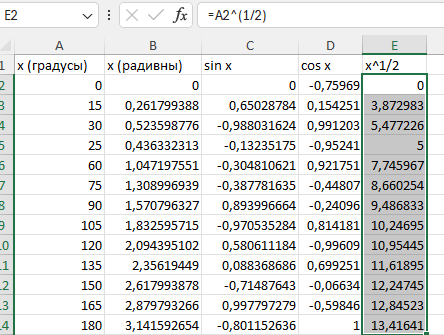 E2 =A2^(1/2)
A B C D E
1 x (градусы) x (радивны) sin x cos x x^1/2
2 0 0 0 -0,75969 0
3 15 0,261799388 0,65028784 0,154251 3,872983
4 30 0,523598776 -0,988031624 0,991203 5,477226
5 25 0,436332313 -0,13235175 -0,95241 5
6 60 1,047197551 -0,304810621 0,921751 7,745967
7 75 1,308996939 -0,387781635 -0,44807 8,660254
8 90 1,570796327 0,893996664 -0,24096 9,486833
9 105 1,832595715 -0,970535284 0,814181 10,24695
10 120 2,094395102 0,580611184 -0,99609 10,95445
11 135 2,35619449 0,088368686 0,699251 11,61895
12 150 2,617993878 -0,71487643 -0,06634 12,24745
13 165 2,879793266 0,997797279 -0,59846 12,84523
14 180 3,141592654 -0,801152636 1 13,41641